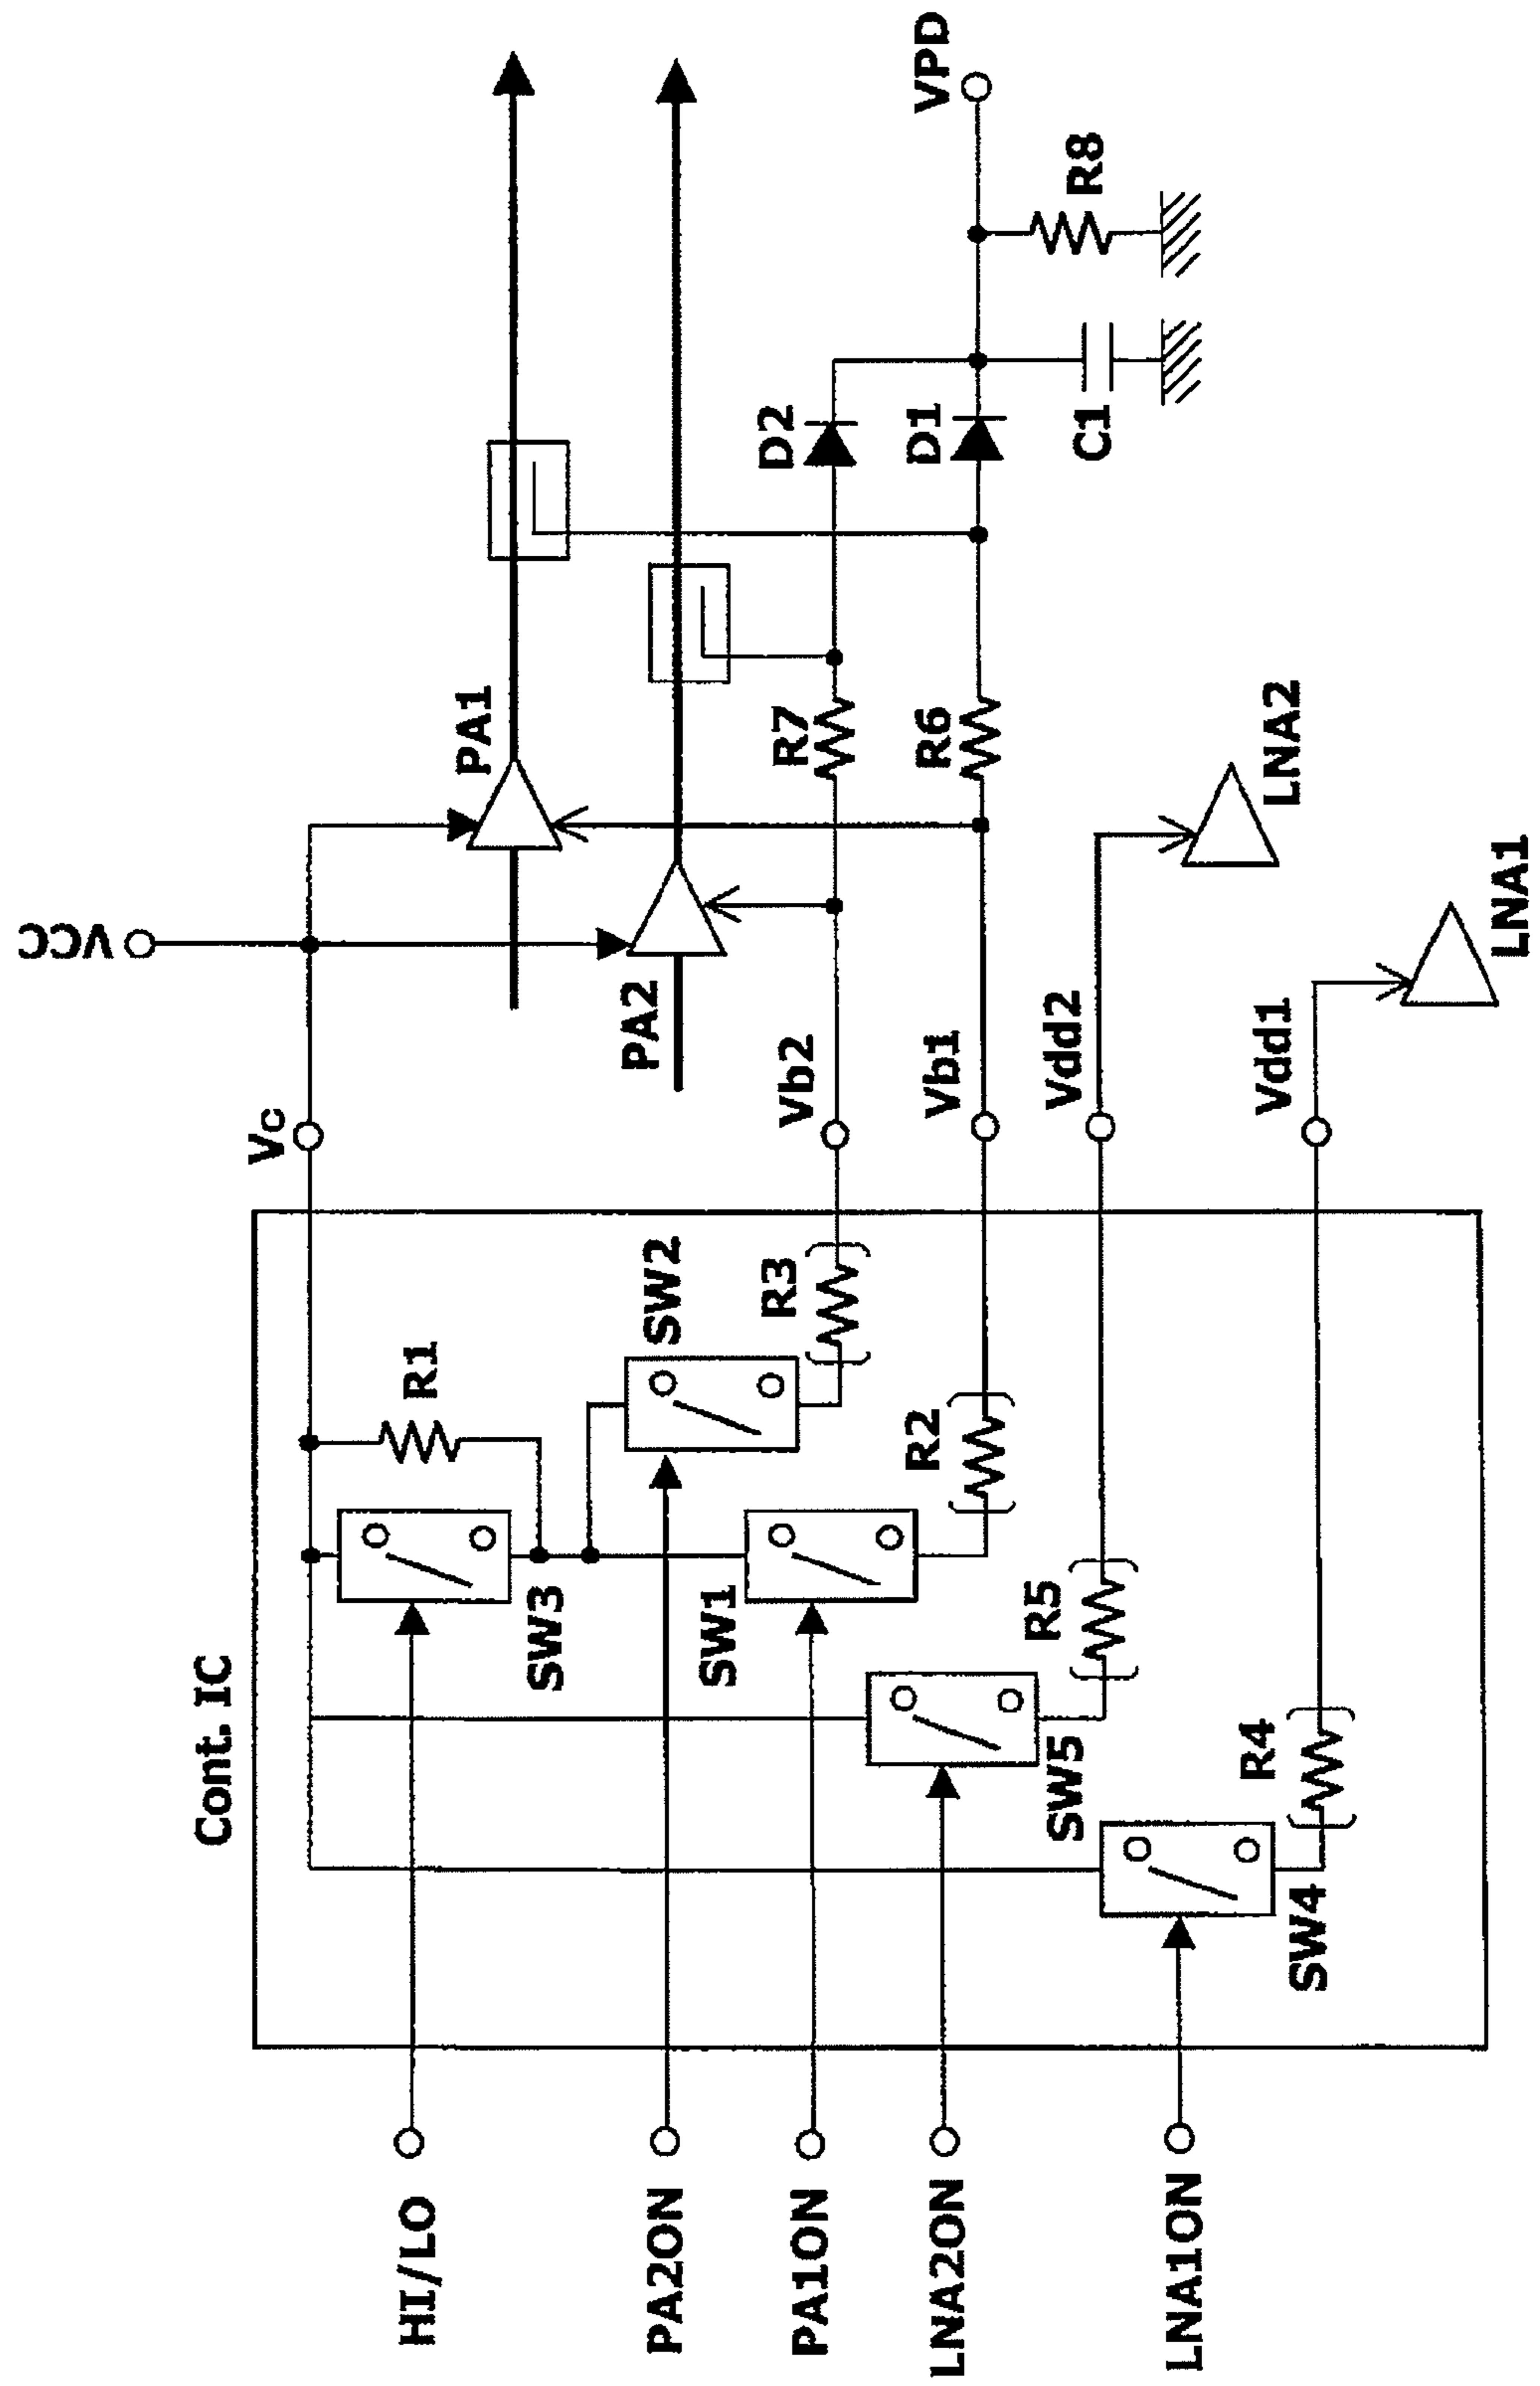 VCC
Vc
PA1
PA2
VPD
Vb2
R7
D2
Vb1
R6
D1
R8
C1
Vdd2
LNA2
Vdd1
LNA1
Cont. IC
R1
SW3
SW2
R3
SW1
R2
SW5
R5
SW4
R4
HI/LO
PA2ON
PA1ON
LNA2ON
LNA1ON